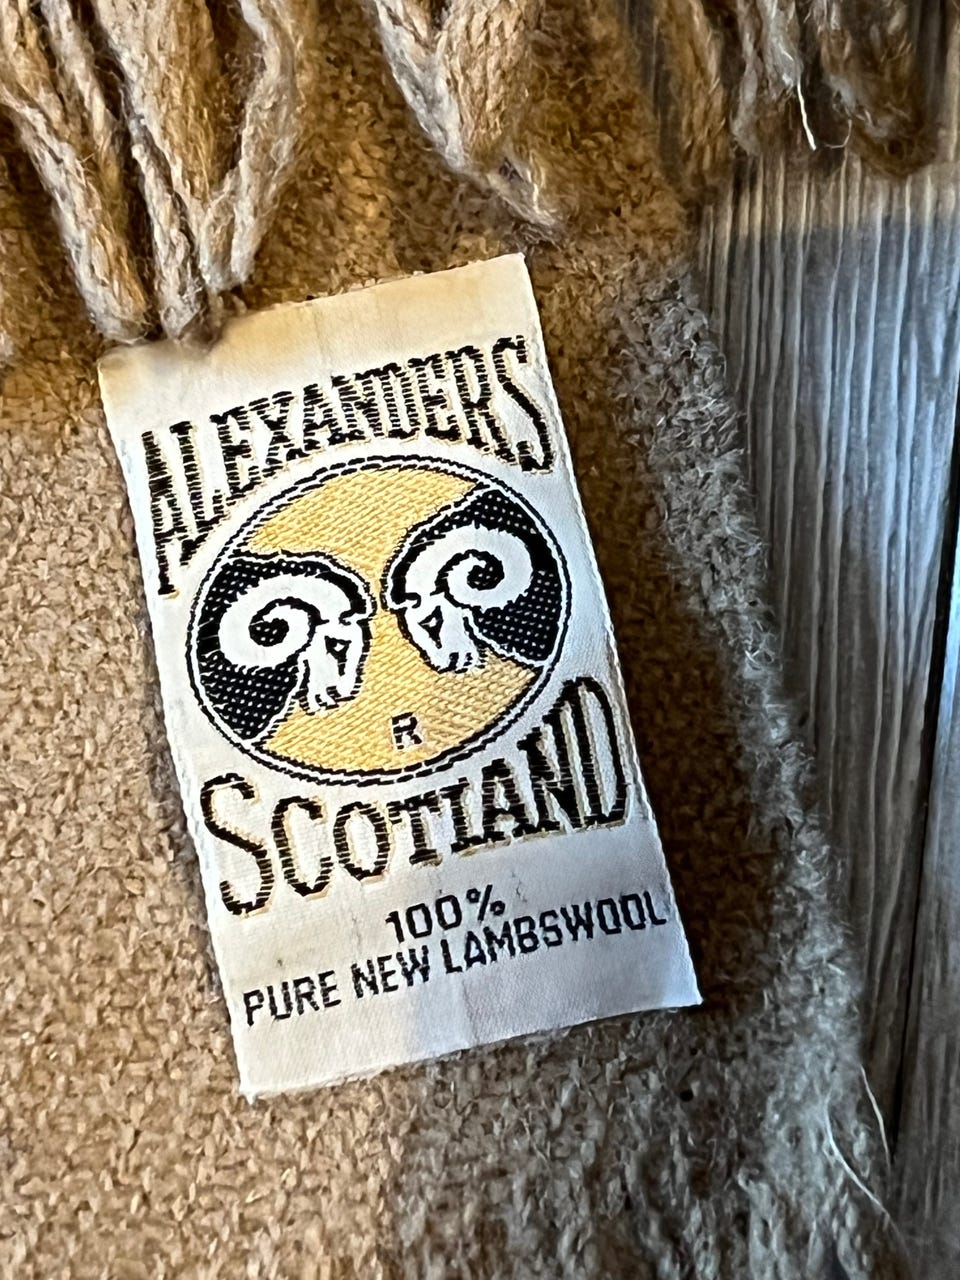 ALEXANDERS
R
SCOTLAND
100%
PURE NEW LAMBSWOOL